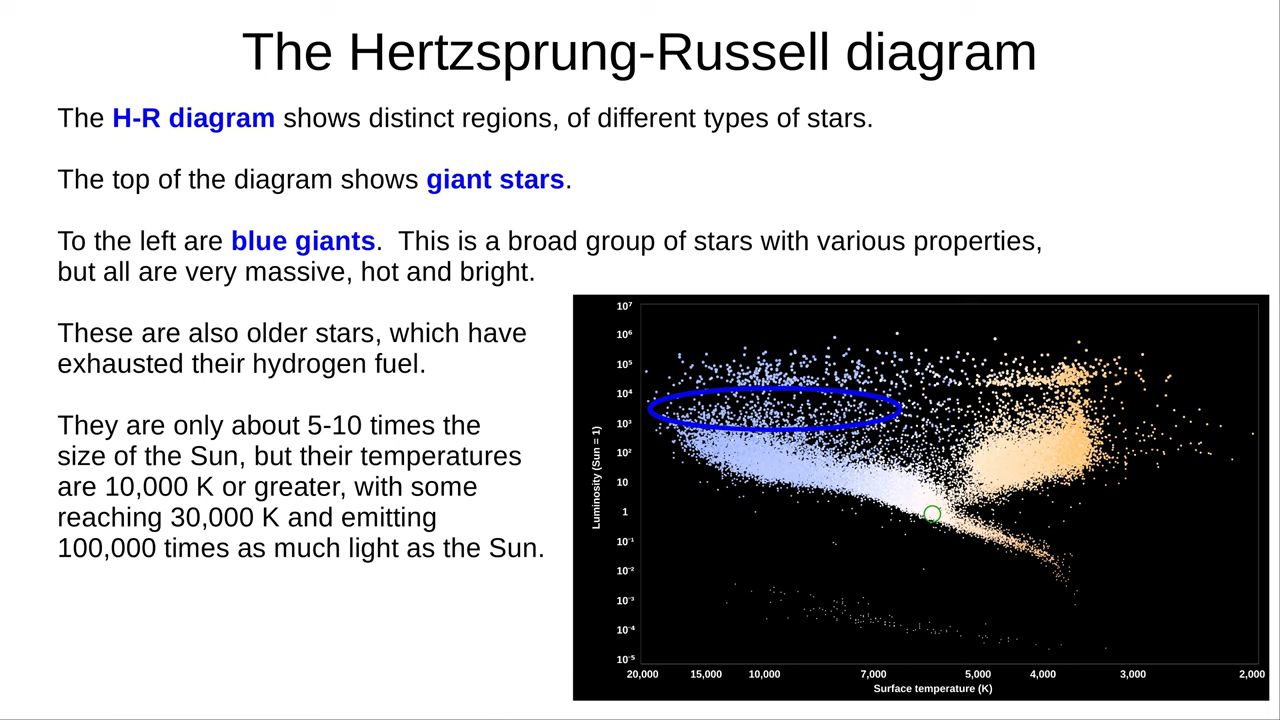 The Hertzsprung-Russell diagram
The H-R diagram shows distinct regions, of different types of stars.
The top of the diagram shows giant stars.
To the left are blue giants.  This is a broad group of stars with various properties,
but all are very massive, hot and bright.
These are also older stars, which have
exhausted their hydrogen fuel.
They are only about 5-10 times the
size of the Sun, but their temperatures
are 10,000 K or greater, with some
reaching 30,000 K and emitting
100,000 times as much light as the Sun.
10⁷
10⁶
10⁵
10⁴
10³
10²
10
1
10⁻¹
10⁻²
10⁻³
10⁻⁴
10⁻⁵
Luminosity (Sun = 1)
20,000 15,000 10,000 7,000 5,000 4,000 3,000 2,000
Surface temperature (K)